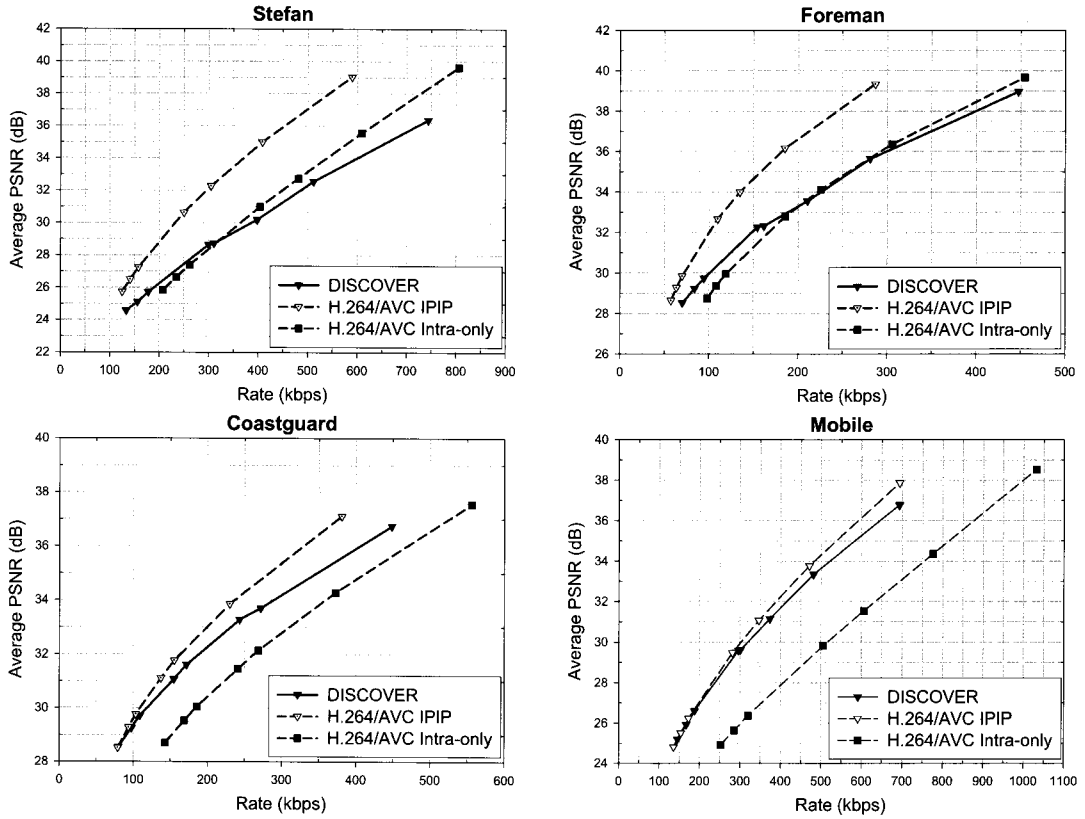 Stefan
42
40
38
36
34
32
30
28
26
24
22
Average PSNR (dB)
0 100 200 300 400 500 600 700 800 900
Rate (kbps)
DISCOVER
H.264/AVC IPIP
H.264/AVC Intra-only
Foreman
42
40
38
36
34
32
30
28
26
Average PSNR (dB)
0 100 200 300 400 500
Rate (kbps)
DISCOVER
H.264/AVC IPIP
H.264/AVC Intra-only
Coastguard
40
38
36
34
32
30
28
Average PSNR (dB)
0 100 200 300 400 500 600
Rate (kbps)
DISCOVER
H.264/AVC IPIP
H.264/AVC Intra-only
Mobile
40
38
36
34
32
30
28
26
24
Average PSNR (dB)
0 100 200 300 400 500 600 700 800 900 1000 1100
Rate (kbps)
DISCOVER
H.264/AVC IPIP
H.264/AVC Intra-only